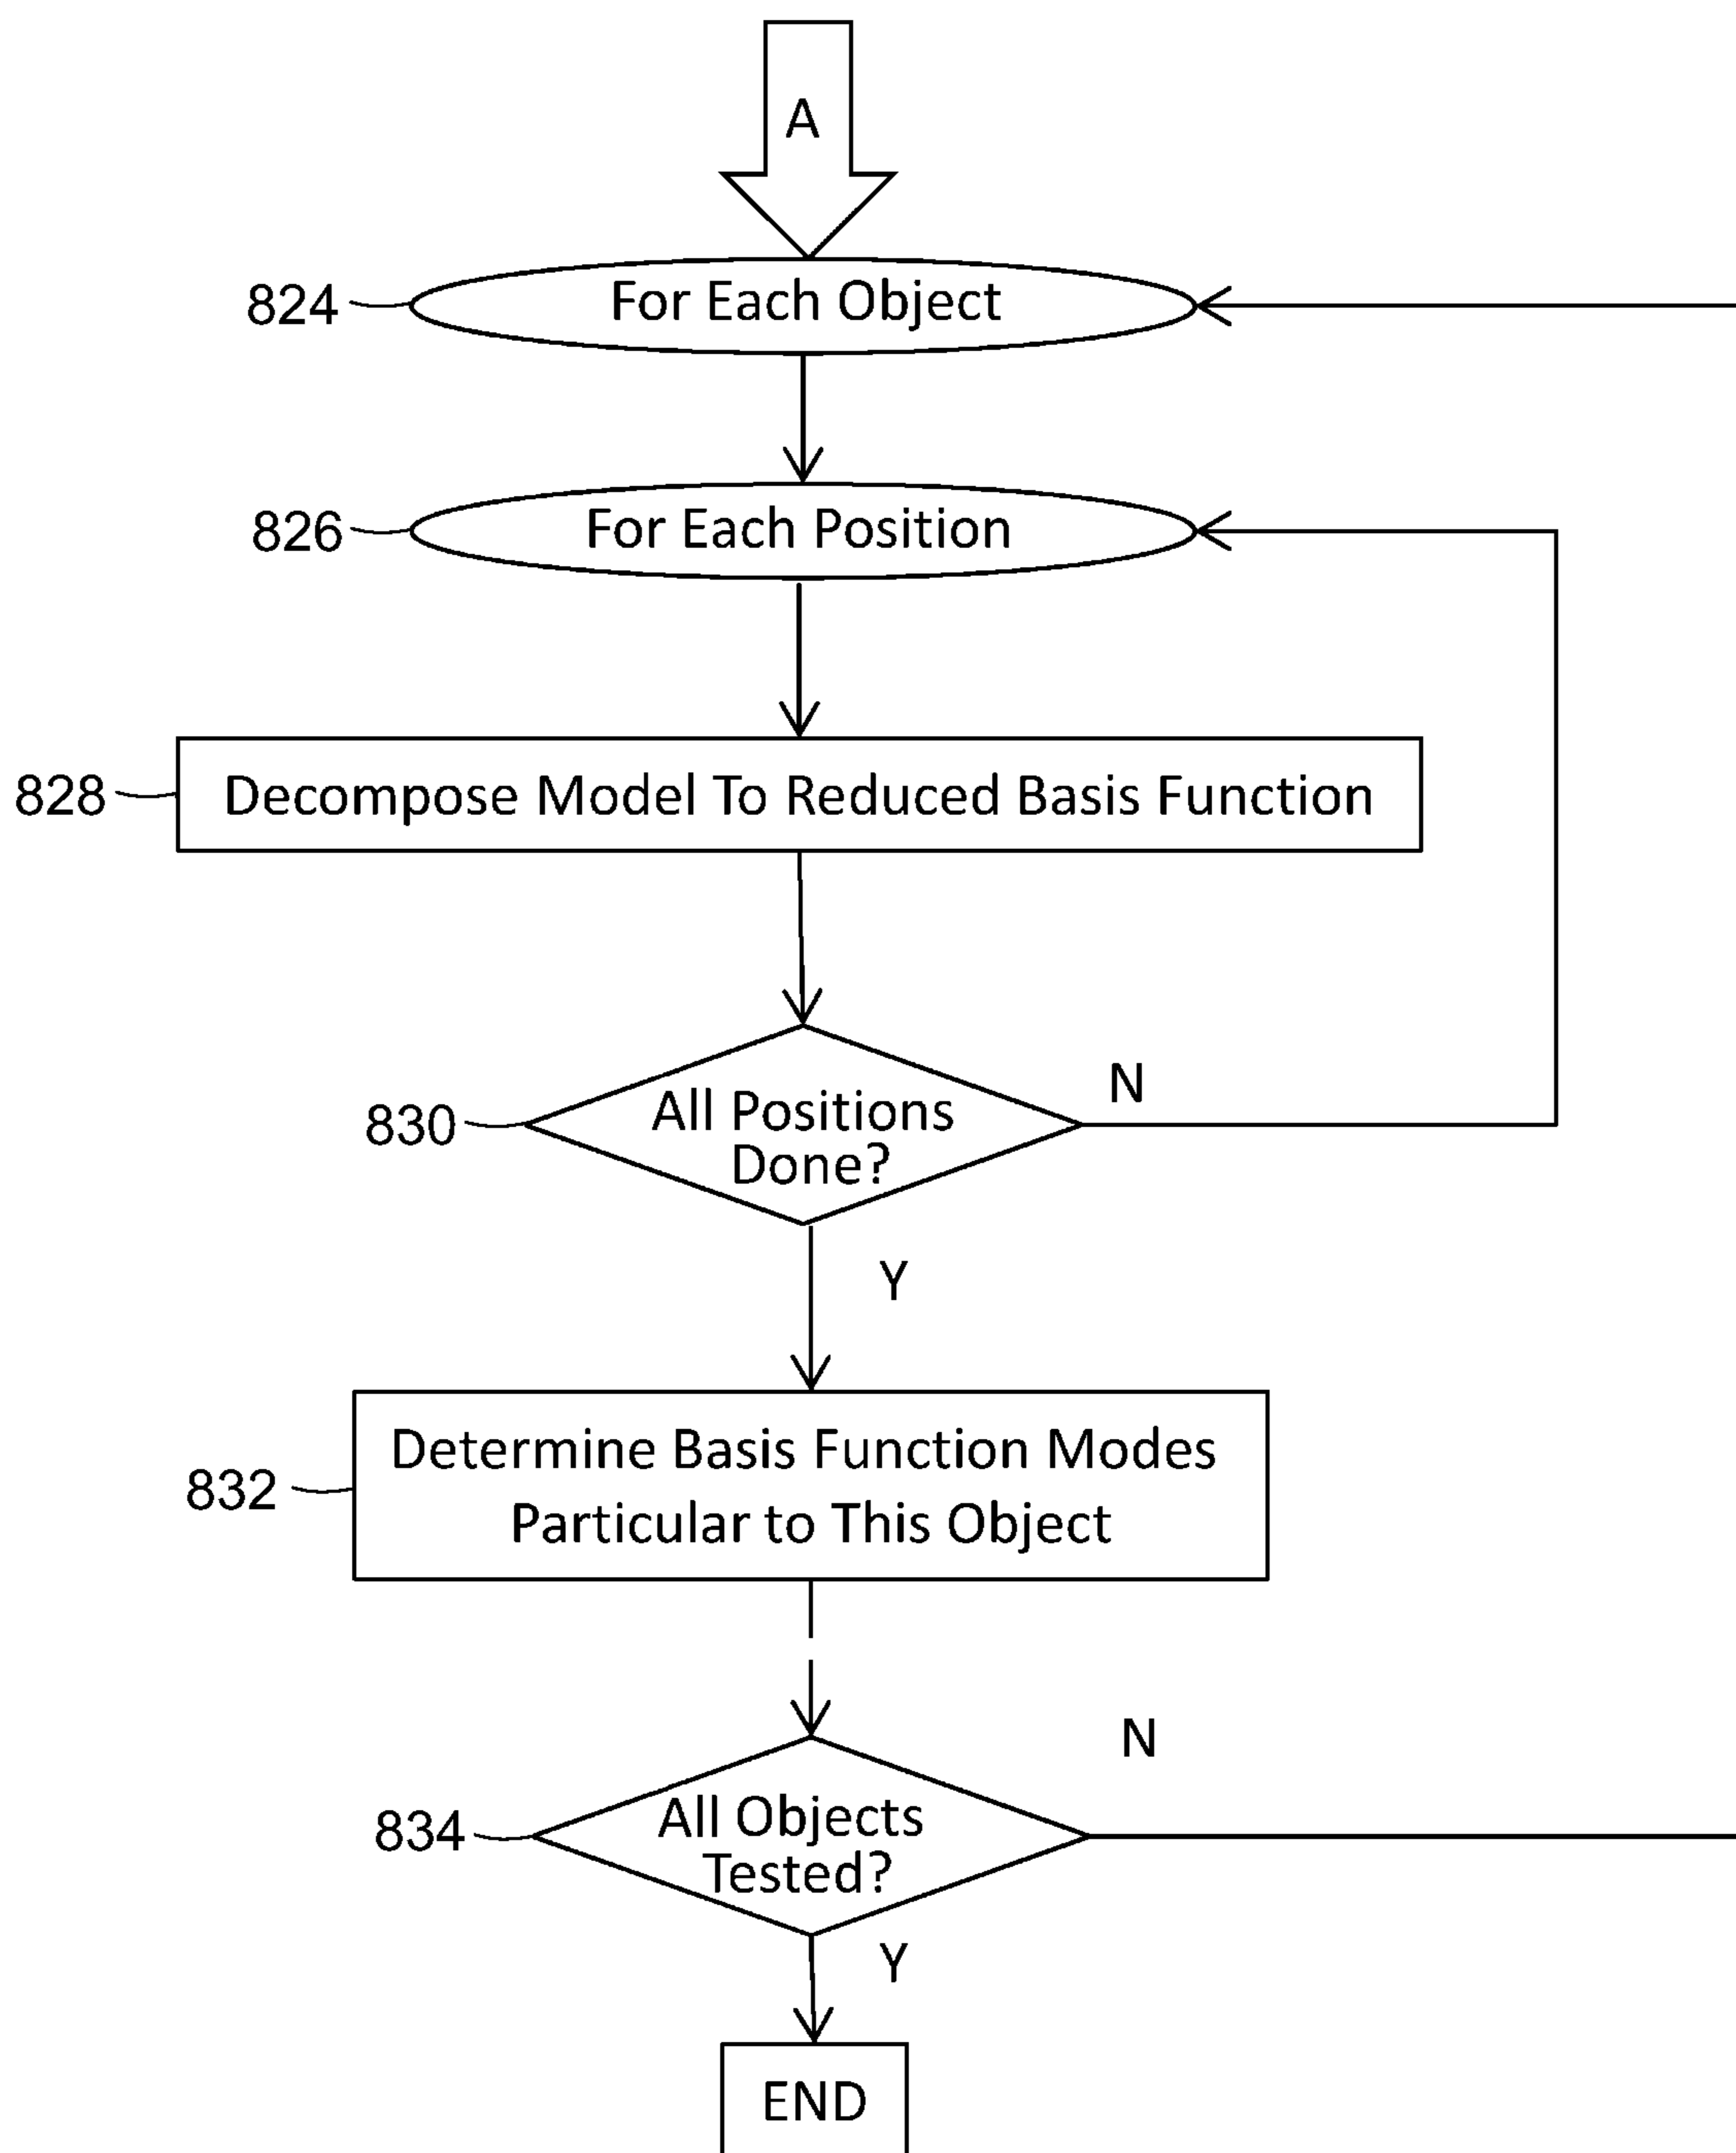 A
824
For Each Object
826
For Each Position
828
Decompose Model To Reduced Basis Function
830
All Positions
Done?
N
Y
832
Determine Basis Function Modes
Particular to This Object
N
834
All Objects
Tested?
Y
END